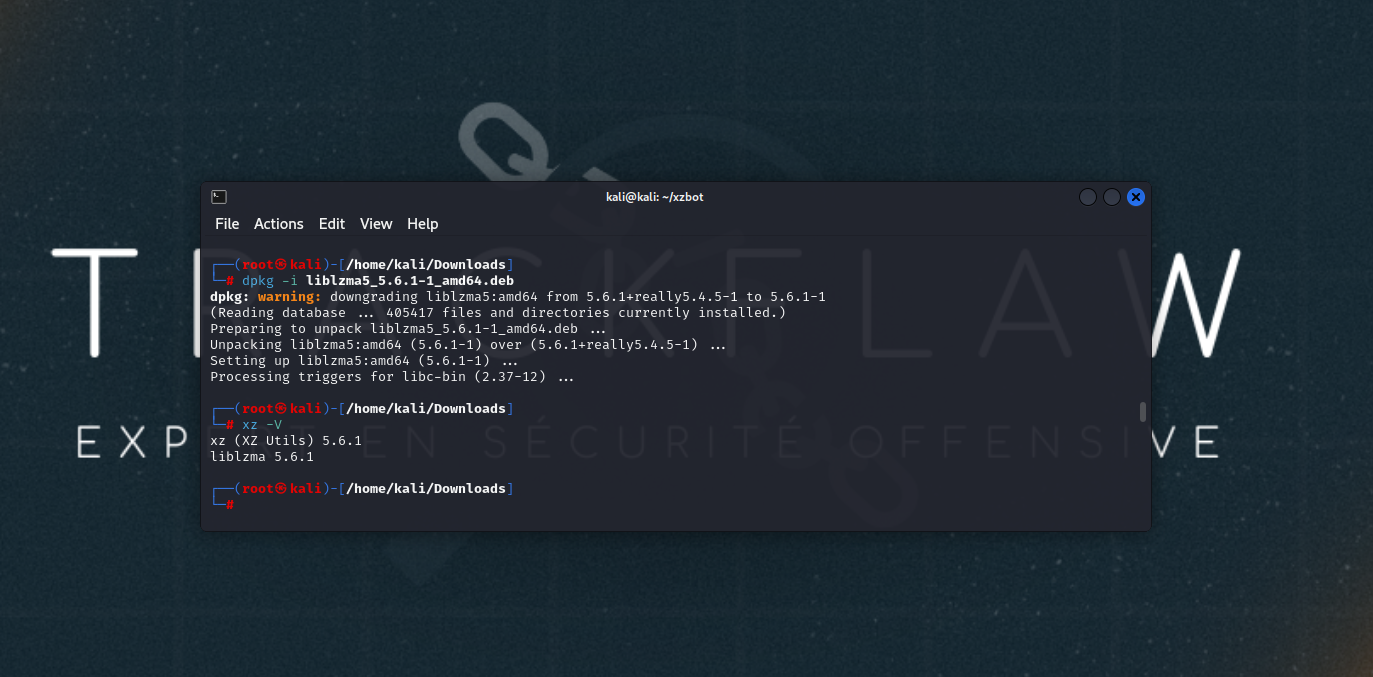 kali@kali: ~/xzbot
File Actions Edit View Help
TRACKFLAW
EXPERT EN SÉCURITÉ OFFENSIVE
┌──(root㉿kali)-[/home/kali/Downloads]
└─# dpkg -i liblzma5_5.6.1-1_amd64.deb
dpkg: warning: downgrading liblzma5:amd64 from 5.6.1+really5.4.5-1 to 5.6.1-1
(Reading database ... 405417 files and directories currently installed.)
Preparing to unpack liblzma5_5.6.1-1_amd64.deb ...
Unpacking liblzma5:amd64 (5.6.1-1) over (5.6.1+really5.4.5-1) ...
Setting up liblzma5:amd64 (5.6.1-1) ...
Processing triggers for libc-bin (2.37-12) ...
┌──(root㉿kali)-[/home/kali/Downloads]
└─# xz -V
xz (XZ Utils) 5.6.1
liblzma 5.6.1
┌──(root㉿kali)-[/home/kali/Downloads]
└─#